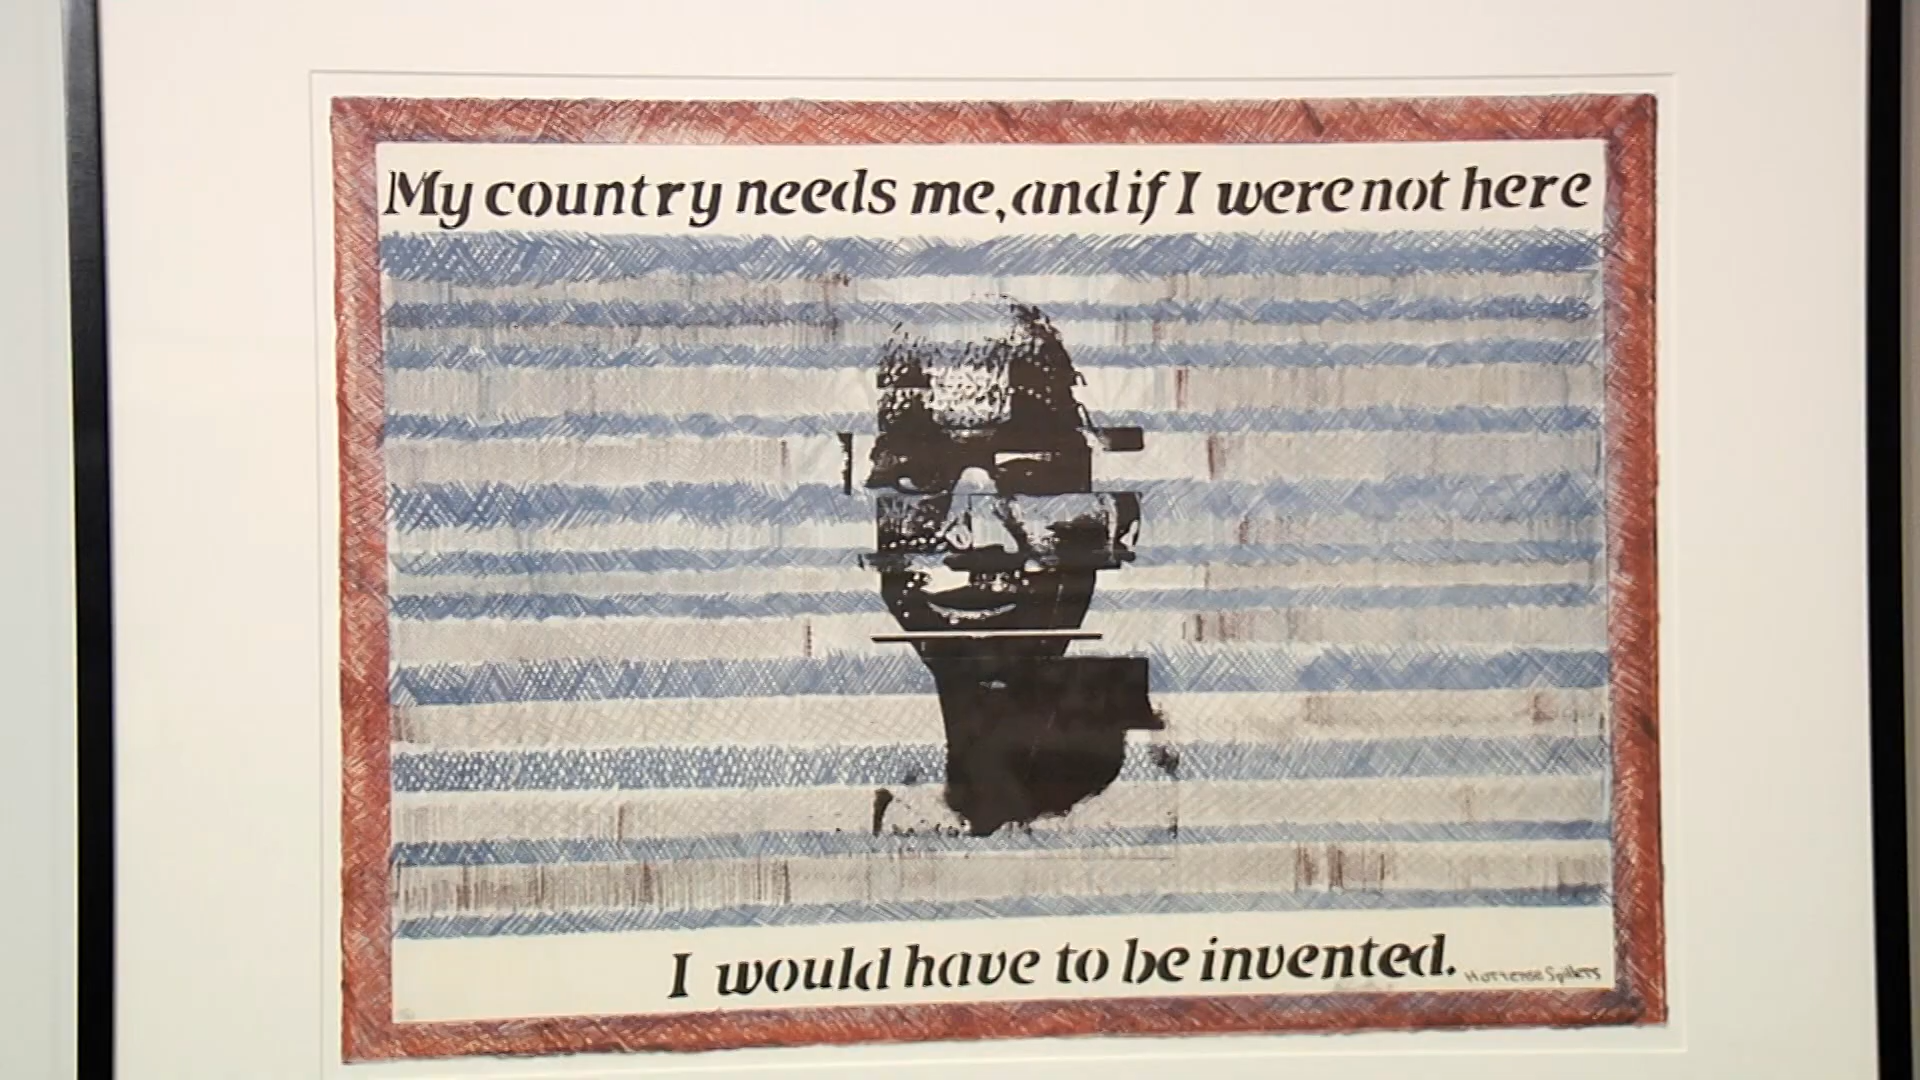 My country needs me, and if I were not here
I would have to be invented.
Hortense Spillers